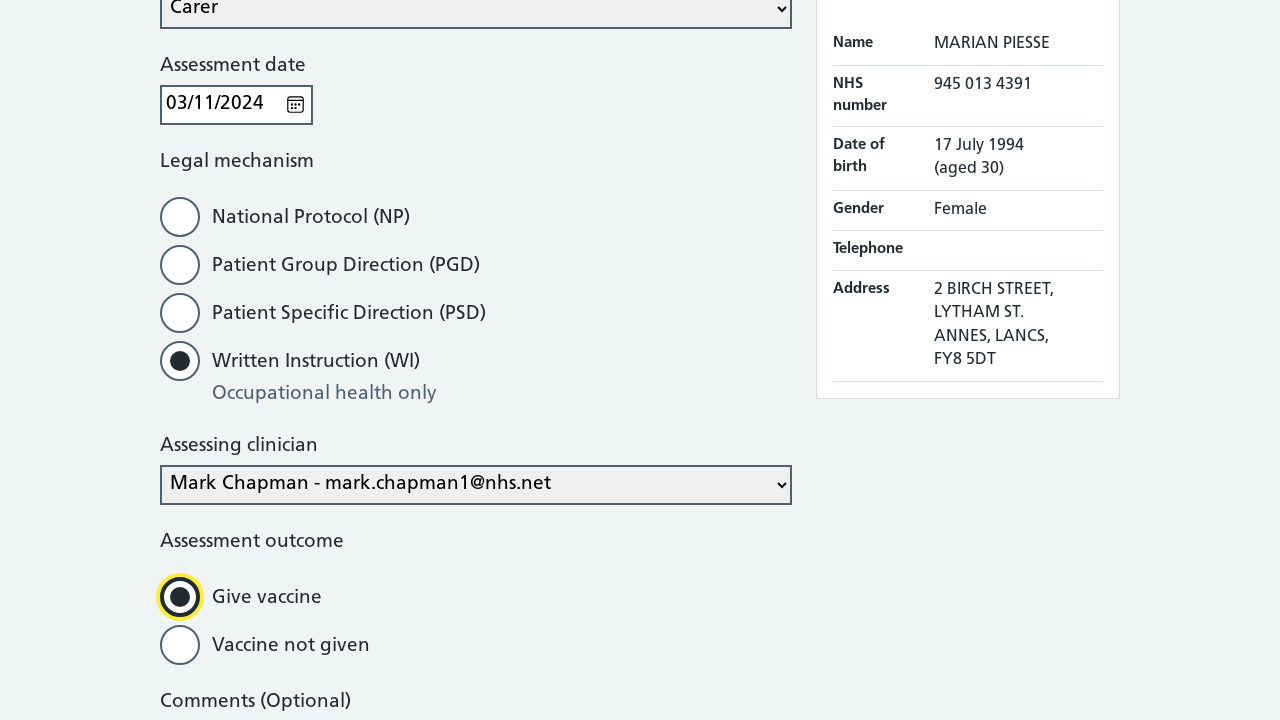 Carer
Assessment date
03/11/2024
Legal mechanism
National Protocol (NP)
Patient Group Direction (PGD)
Patient Specific Direction (PSD)
Written Instruction (WI)
Occupational health only
Assessing clinician
Mark Chapman - mark.chapman1@nhs.net
Assessment outcome
Give vaccine
Vaccine not given
Comments (Optional)
Name MARIAN PIESSE
NHS 945 013 4391
number
Date of 17 July 1994
birth (aged 30)
Gender Female
Telephone
Address 2 BIRCH STREET,
LYTHAM ST.
ANNES, LANCS,
FY8 5DT